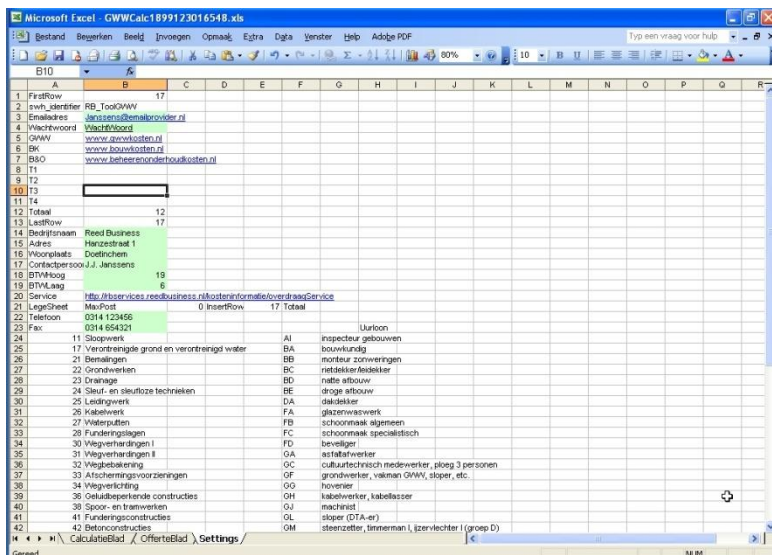 Microsoft Excel - GWWCalc1899123016548.xls
Bestand Bewerken Beeld Invoegen Opmaak Extra Data Venster Help Adobe PDF Typ een vraag voor hulp
80% 10 B U
B10 fx
A B C D E F G H I J K L M N O P Q R
1 FirstRow 17
2 swh_identifier RB_ToolGWW
3 Emailadres Janssens@emailprovider.nl
4 Wachtwoord WachtWoord
5 GWW www.gwwkosten.nl
6 BK www.bouwkosten.nl
7 B&O www.beheerenonderhoudkosten.nl
8 T1
9 T2
10 T3
11 T4
12 Totaal 12
13 LastRow 17
14 Bedrijfsnaam Reed Business
15 Adres Hanzestraat 1
16 Woonplaats Doetinchem
17 Contactpersoo J.J. Janssens
18 BTWHoog 19
19 BTWLaag 6
20 Service http://rbservices.reedbusiness.nl/kosteninformatie/overdraagService
21 LegeSheet MaxPost 0 InsertRow 17 Totaal
22 Telefoon 0314 123456
23 Fax 0314 654321 Uurloon
24 11 Sloopwerk AI inspecteur gebouwen
25 17 Verontreinigde grond en verontreinigd water BA bouwkundig
26 21 Bemalingen BB monteur zonweringen
27 22 Grondwerken BC rietdekker/leidekker
28 23 Drainage BD natte afbouw
29 24 Sleuf- en sleufloze technieken BE droge afbouw
30 25 Leidingwerk DA dakdekker
31 26 Kabelwerk FA glazenwaswerk
32 27 Waterputten FB schoonmaak algemeen
33 28 Funderingslagen FC schoonmaak specialistisch
34 30 Wegverhardingen I FD beveiliger
35 31 Wegverhardingen II GA asfaltafwerker
36 32 Wegbebakening GC cultuurtechnisch medewerker, ploeg 3 personen
37 33 Afschermingsvoorzieningen GF grondwerker, vakman GWW, sloper, etc.
38 34 Wegverlichting GG hovenier
39 36 Geluidbeperkende constructies GH kabelwerker, kabellasser
40 38 Spoor- en tramwerken GJ machinist
41 41 Funderingsconstructies GL sloper (DTA-er)
42 42 Betonconstructies GM steenzetter, timmerman I, ijzervlechter I (groep D)
CalculatieBlad OfferteBlad Settings
Gereed NUM